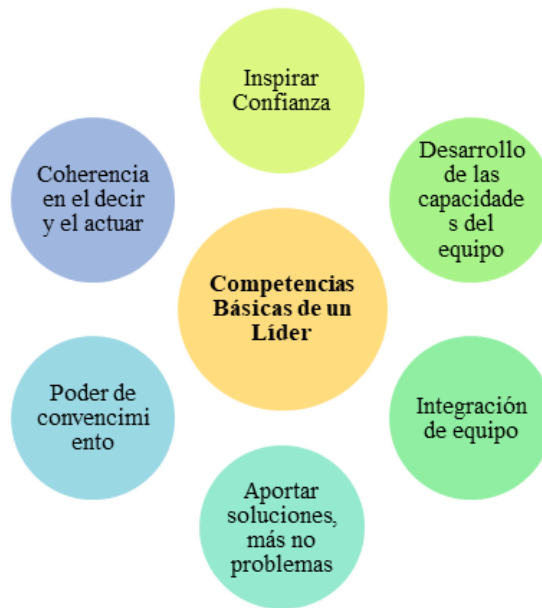 Inspirar
Confianza
Desarrollo
de las
capacidade
s del
equipo
Integración
de equipo
Aportar
soluciones,
más no
problemas
Poder de
convencimi
ento
Coherencia
en el decir
y el actuar
Competencias
Básicas de un
Líder